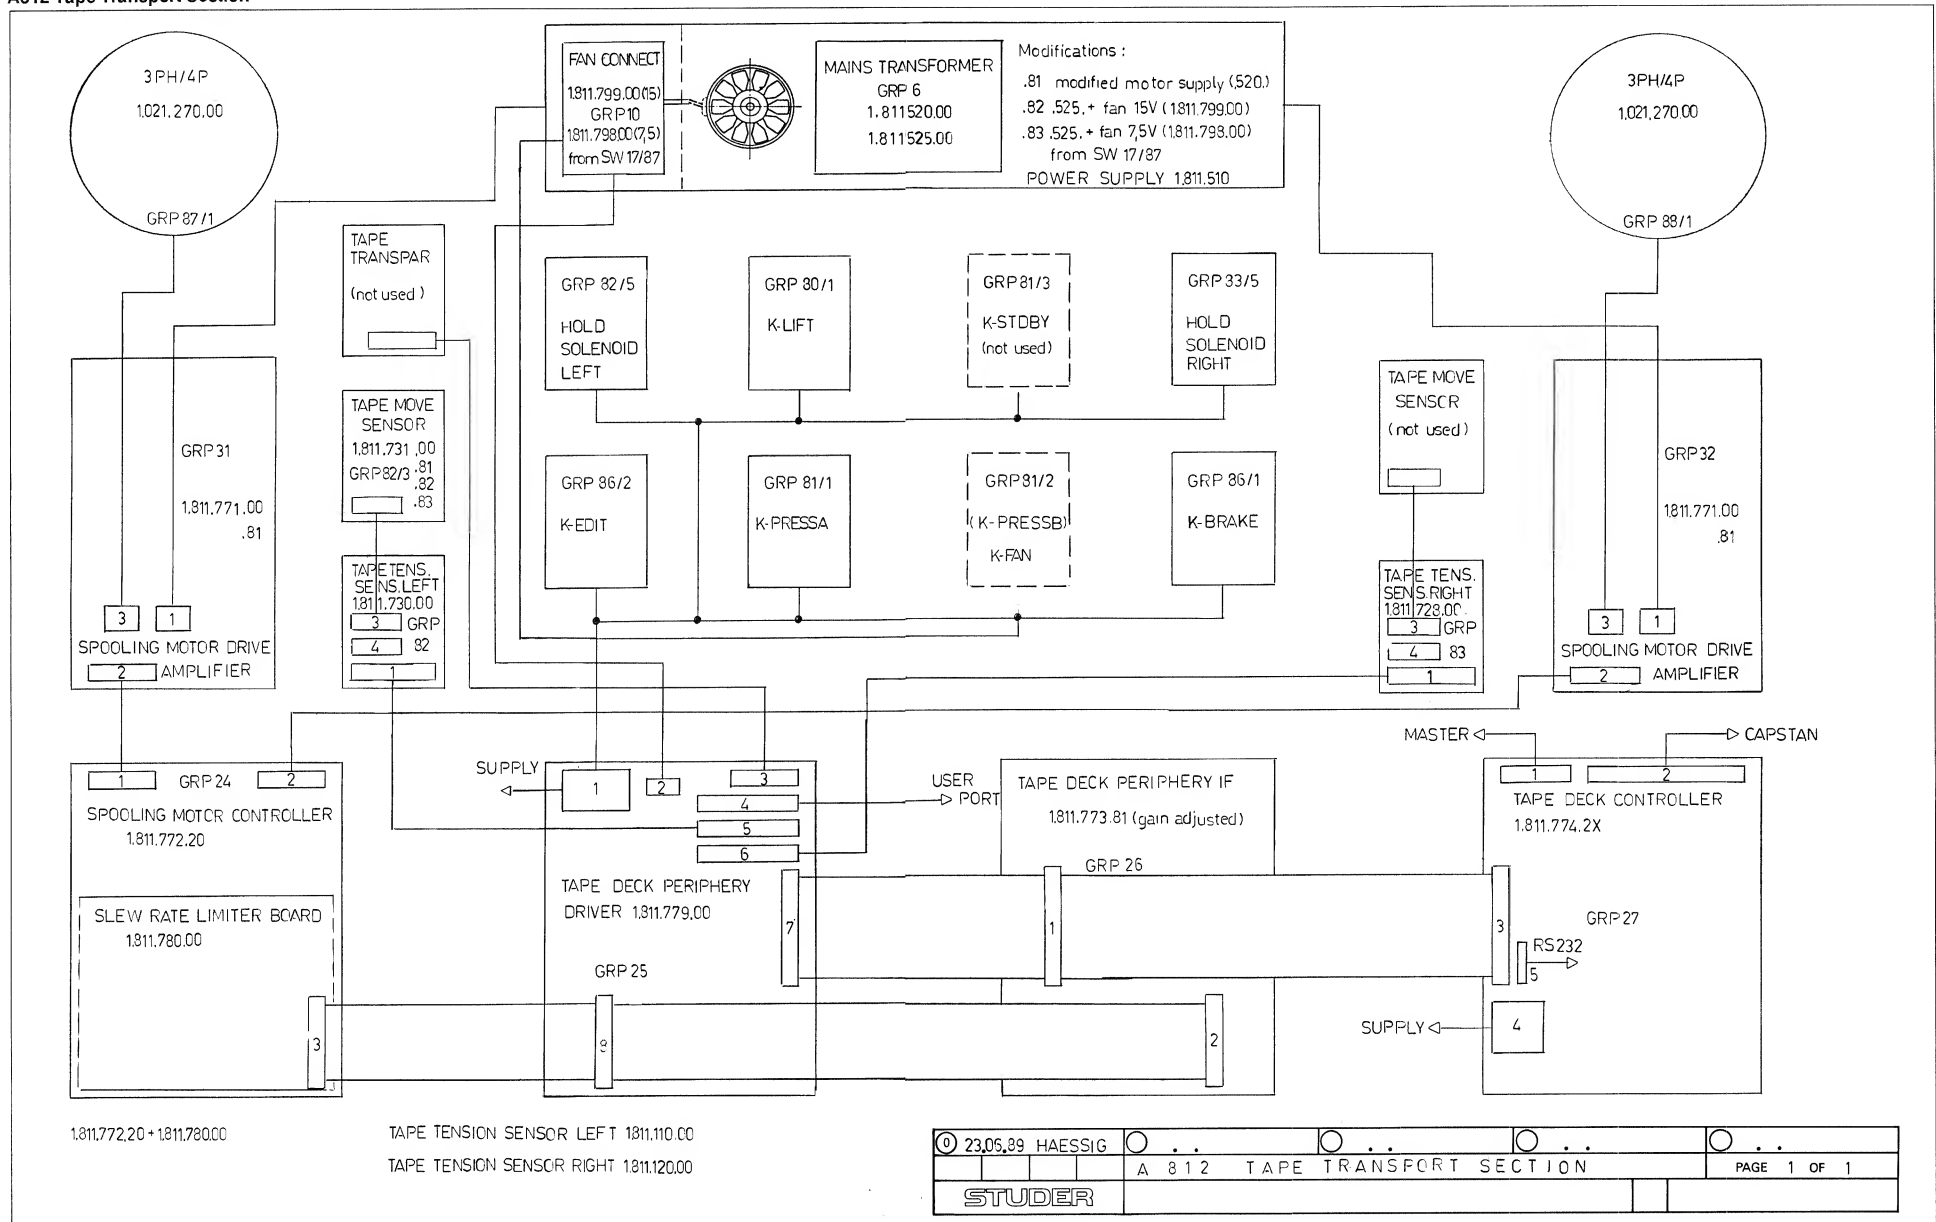 3PH/4P
1.021.270.00
GRP 87/1
FAN CONNECT
1.811.799.00(15)
GRP10
1.811.798.00(7,5)
from SW 17/87
MAINS TRANSFORMER
GRP 6
1.811520.00
1.811525.00
Modifications :
.81 modified motor supply (.520.)
.82 .525. + fan 15V (1.811.799.00)
.83 .525. + fan 7,5V (1.811.798.00)
from SW 17/87
POWER SUPPLY 1.811.510
3PH/4P
1.021.270.00
GRP 88/1
TAPE
TRANSPAR
(not used)
GRP 82/5
HOLD
SOLENOID
LEFT
GRP 80/1
K-LIFT
GRP 81/3
K-STDBY
(not used)
GRP 83/5
HOLD
SOLENOID
RIGHT
TAPE MOVE
SENSOR
1.811.731 .00
GRP82/3 .81
.82
.83
TAPE MOVE
SENSOR
(not used)
GRP 31
1.811.771.00
.81
GRP 86/2
K-EDIT
GRP 81/1
K-PRESSA
GRP 81/2
(K-PRESSB)
K-FAN
GRP 86/1
K-BRAKE
GRP 32
1.811.771.00
.81
TAPE TENS.
SENS. LEFT
1.811.730.00
3 GRP
4 82
1
TAPE TENS.
SENS. RIGHT
1.811.728.00.
3 GRP
4 83
1
3 1
SPOOLING MOTOR DRIVE
2 AMPLIFIER
3 1
SPOOLING MOTOR DRIVE
2 AMPLIFIER
1 GRP 24 2
SPOOLING MOTOR CONTROLLER
1.811.772.20
SLEW RATE LIMITER BOARD
1.811.780.00
3
SUPPLY
1 2 3
4
5
6
TAPE DECK PERIPHERY
DRIVER 1.811.779.00
7
GRP 25
8
USER
PORT
TAPE DECK PERIPHERY IF
1.811.773.81 (gain adjusted)
GRP 26
1
2
MASTER
CAPSTAN
1 2
TAPE DECK CONTROLLER
1.811.774.2X
3
GRP 27
RS232
5
SUPPLY
4
1.811.772.20 + 1.811.780.00
TAPE TENSION SENSOR LEFT 1.811.110.00
TAPE TENSION SENSOR RIGHT 1.811.120.00
0 23.06.89 HAESSIG
A 812 TAPE TRANSPORT SECTION
PAGE 1 OF 1
STUDER